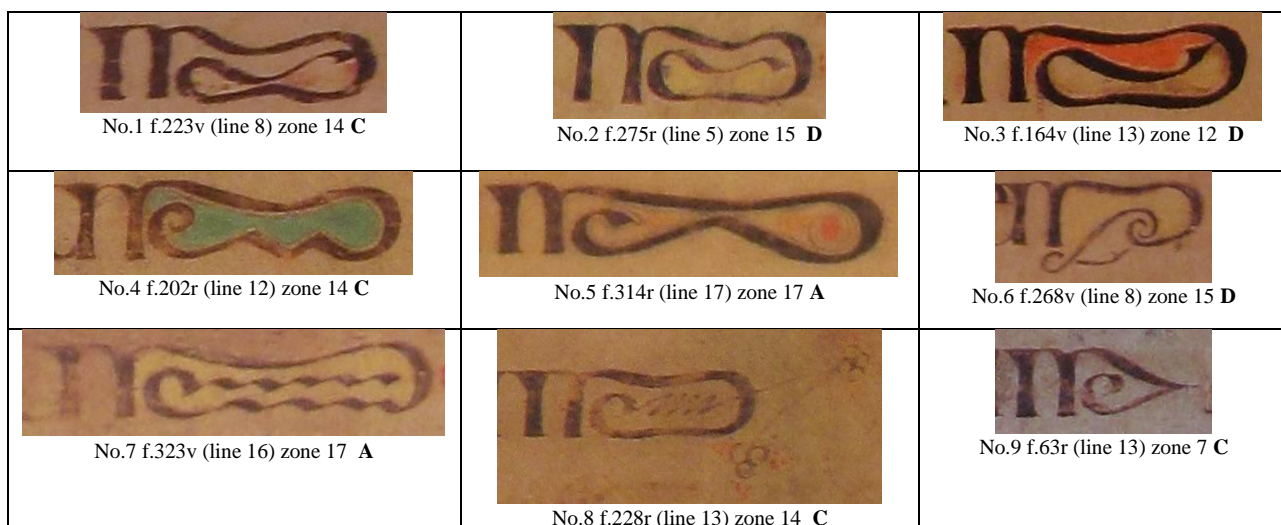 No.1 f.223v (line 8) zone 14 C
No.2 f.275r (line 5) zone 15 D
No.3 f.164v (line 13) zone 12 D
No.4 f.202r (line 12) zone 14 C
No.5 f.314r (line 17) zone 17 A
No.6 f.268v (line 8) zone 15 D
No.7 f.323v (line 16) zone 17 A
No.8 f.228r (line 13) zone 14 C
No.9 f.63r (line 13) zone 7 C